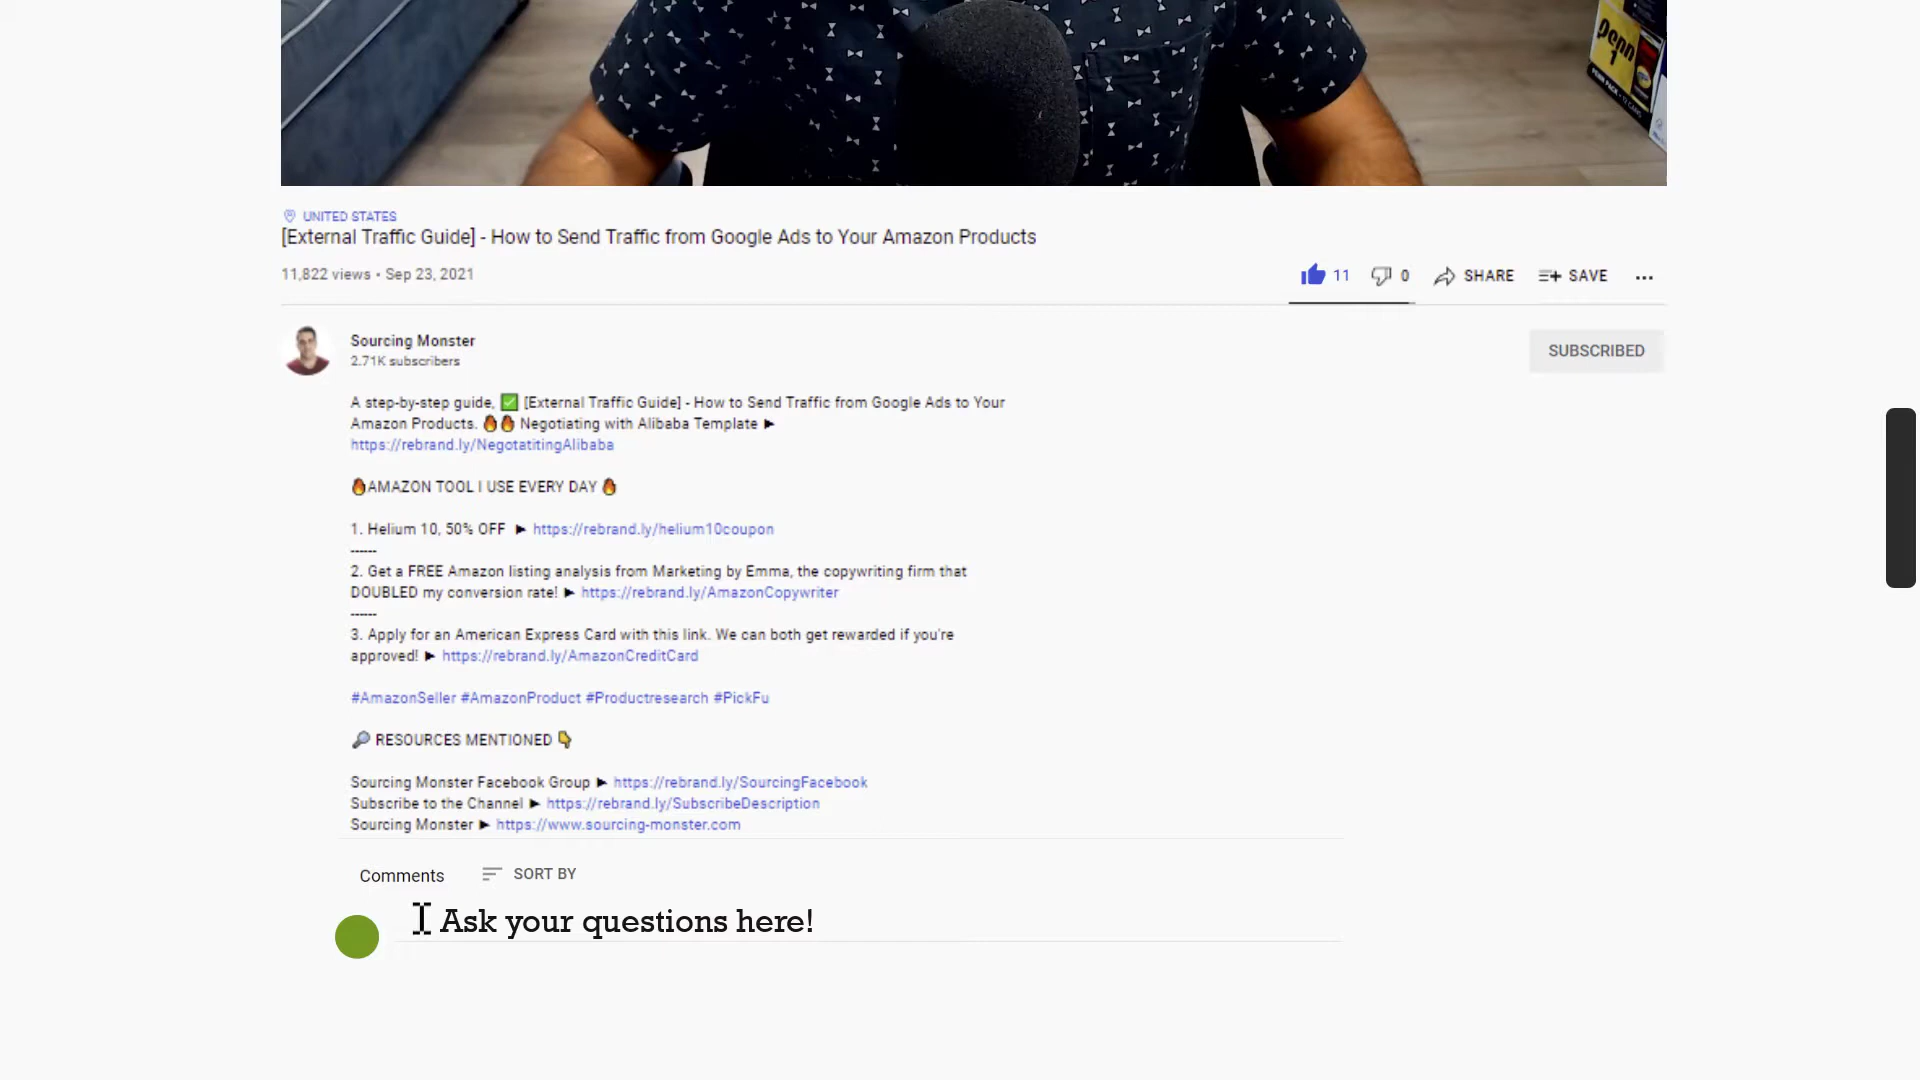 Penn
1
UNITED STATES
[External Traffic Guide] - How to Send Traffic from Google Ads to Your Amazon Products
11,822 views • Sep 23, 2021
11
0
SHARE
SAVE
Sourcing Monster
2.71K subscribers
SUBSCRIBED
A step-by-step guide, ✅ [External Traffic Guide] - How to Send Traffic from Google Ads to Your
Amazon Products. 🔥🔥 Negotiating with Alibaba Template ►
https://rebrand.ly/NegotatitingAlibaba
🔥AMAZON TOOL I USE EVERY DAY 🔥
1. Helium 10, 50% OFF ► https://rebrand.ly/helium10coupon
------
2. Get a FREE Amazon listing analysis from Marketing by Emma, the copywriting firm that
DOUBLED my conversion rate! ► https://rebrand.ly/AmazonCopywriter
------
3. Apply for an American Express Card with this link. We can both get rewarded if you're
approved! ► https://rebrand.ly/AmazonCreditCard
#AmazonSeller #AmazonProduct #Productresearch #PickFu
🔎 RESOURCES MENTIONED 👇
Sourcing Monster Facebook Group ► https://rebrand.ly/SourcingFacebook
Subscribe to the Channel ► https://rebrand.ly/SubscribeDescription
Sourcing Monster ► https://www.sourcing-monster.com
Comments
SORT BY
Ask your questions here!